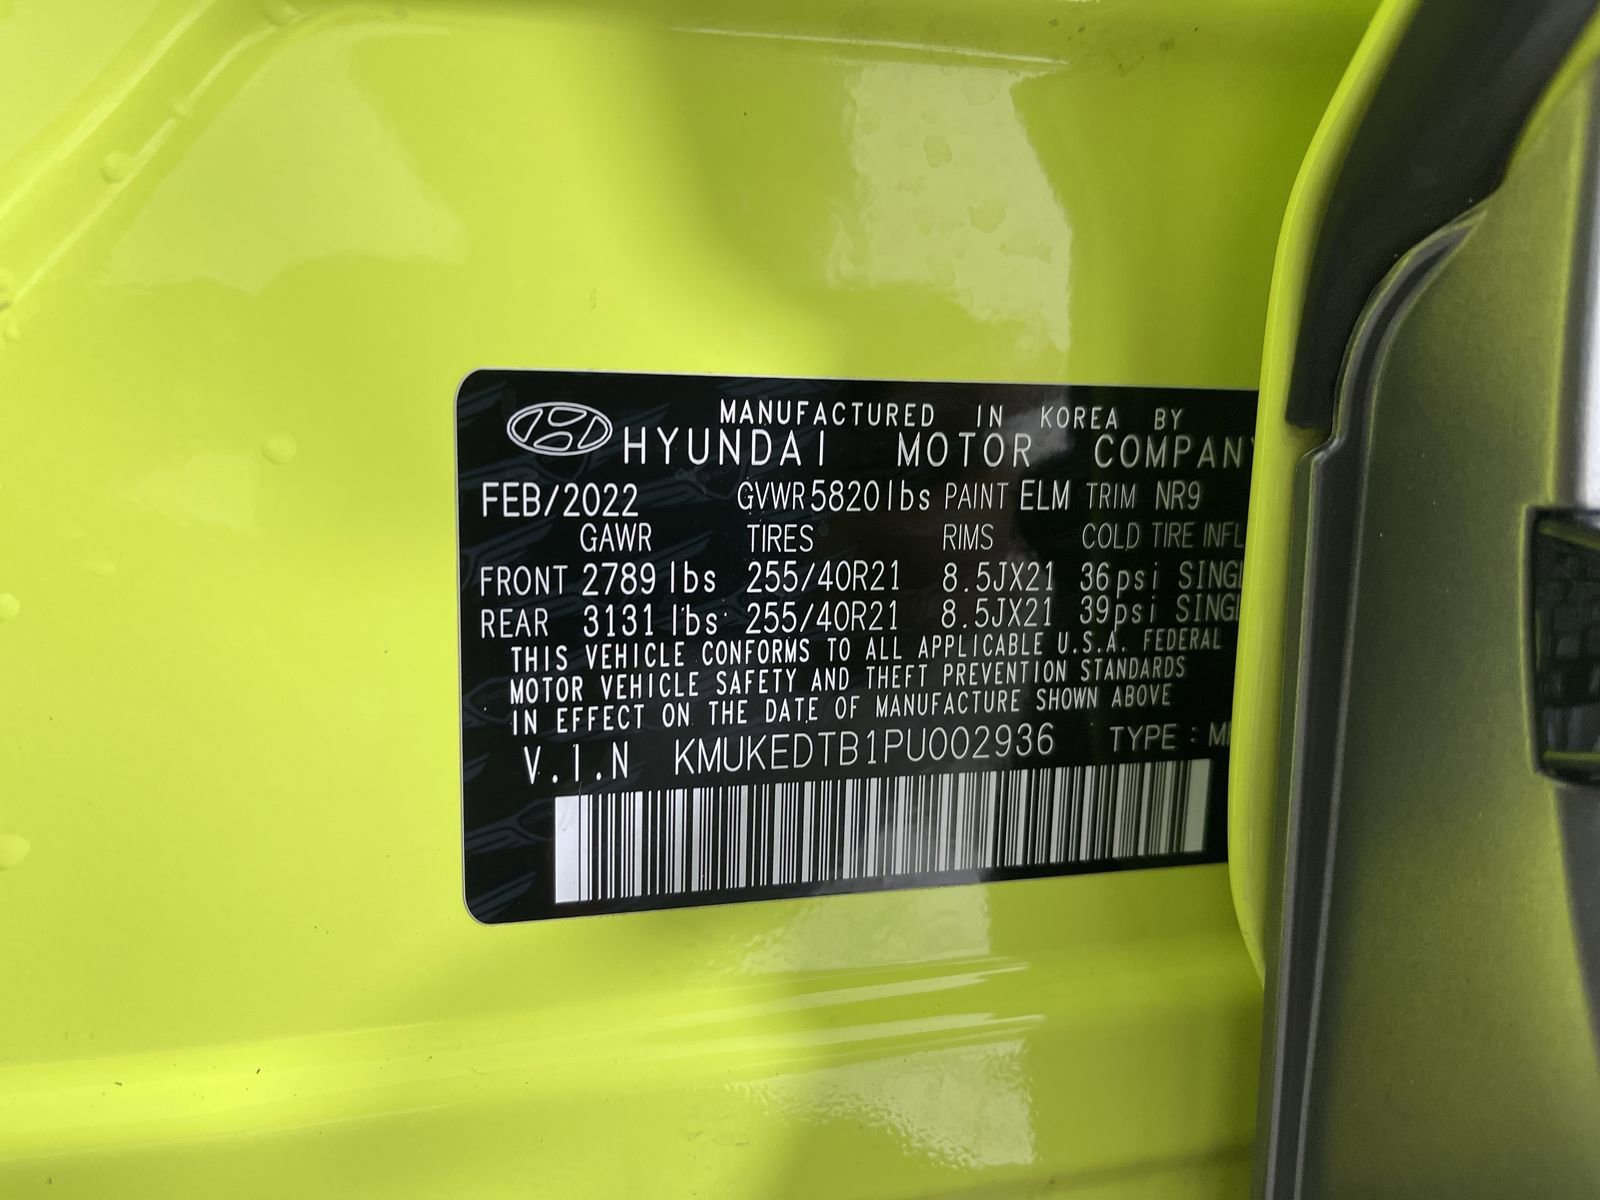 MANUFACTURED IN KOREA BY
HYUNDAI MOTOR COMPANY
FEB/2022 GVWR 5820 lbs PAINT ELM TRIM NR9
GAWR TIRES RIMS COLD TIRE INFL
FRONT 2789 lbs 255/40R21 8.5JX21 36psi SINGL
REAR 3131 lbs 255/40R21 8.5JX21 39psi SINGL
THIS VEHICLE CONFORMS TO ALL APPLICABLE U.S.A. FEDERAL
MOTOR VEHICLE SAFETY AND THEFT PREVENTION STANDARDS
IN EFFECT ON THE DATE OF MANUFACTURE SHOWN ABOVE
V.I.N KMUKEDTB1PU002936 TYPE :